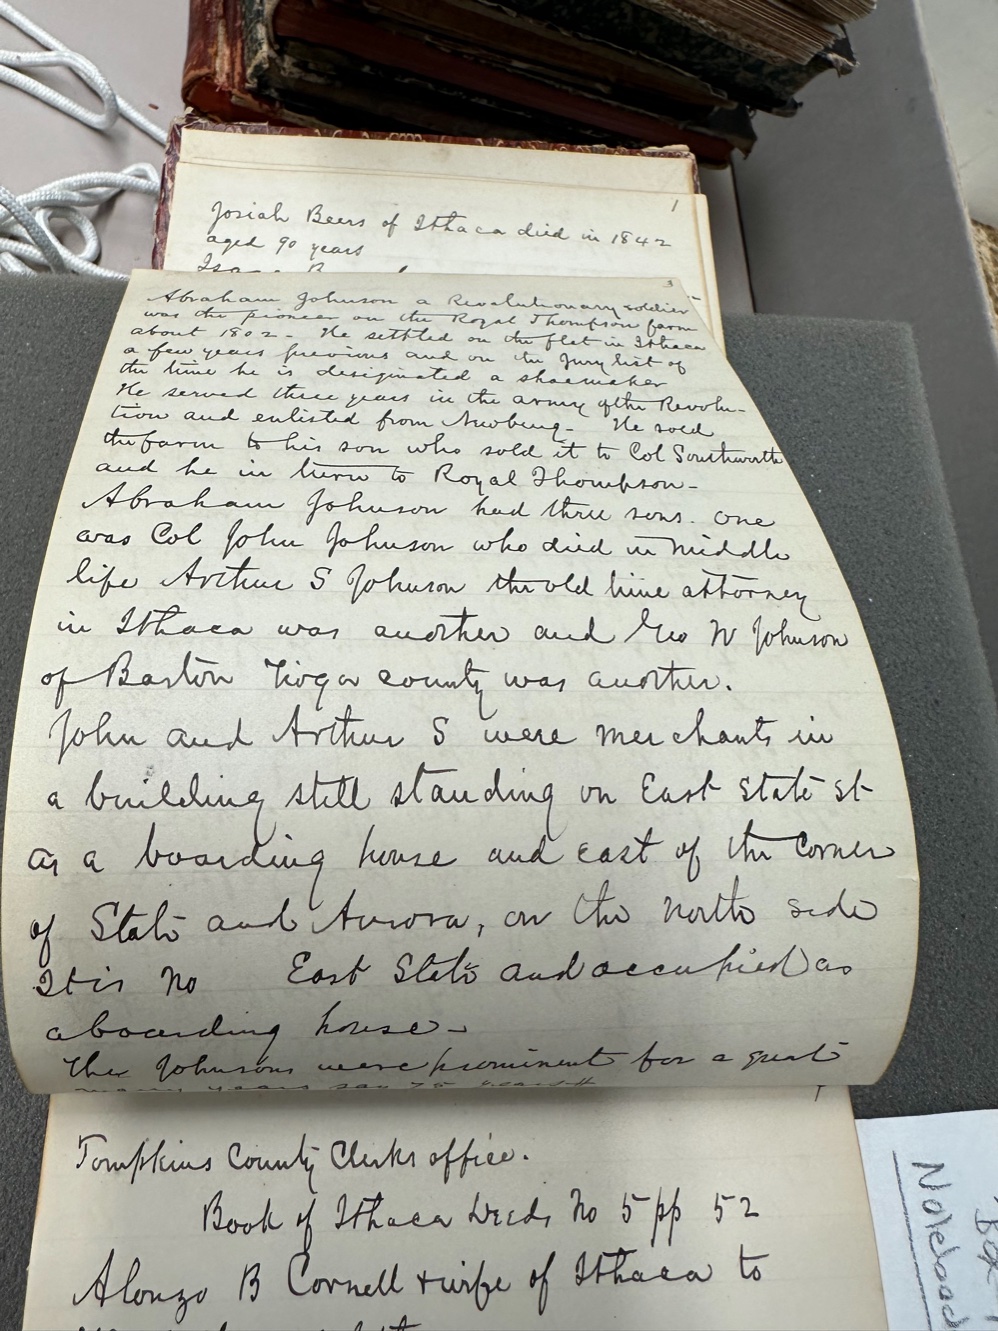 1
Josiah Beers of Ithaca died in 1842
aged 90 years
3
Abraham Johnson a Revolutionary soldier
was the pioneer on the Royal Thompson farm
about 1802 - He settled on the flat in Ithaca
a few years previous and on the Jury list of
the time he is designated a shoemaker
He served three years in the army of the Revolu-
tion and enlisted from Newburg - He sold
the farm to his son who sold it to Col Southworth
and he in turn to Royal Thompson -
Abraham Johnson had three sons. one
was Col John Johnson who died in middle
life Arthur S Johnson the old time attorney
in Ithaca was another and Geo W Johnson
of Barton Tioga county was another.
John and Arthur S were merchants in
a building still standing on East State St
as a boarding house and east of the corner
of State and Aurora, on the north side
It is No East State and occupied as
a boarding house -
The Johnsons were prominent for a great
many years say 75 years
Tompkins County Clerks office.
Book of Ithaca Deeds No 5 pp 52
Alonzo B Cornell + wife of Ithaca to
Box